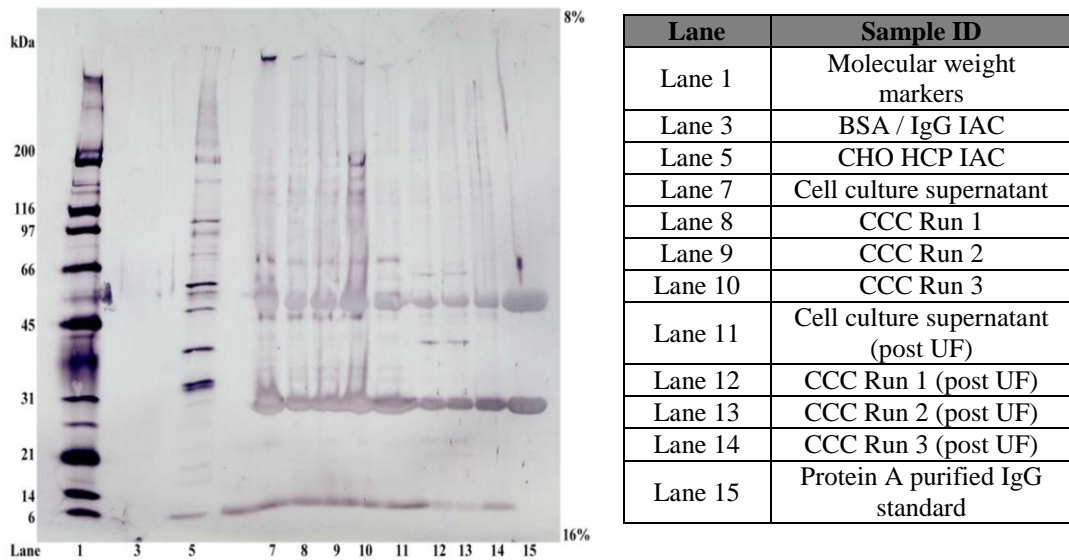 8%
kDa
200
116
97
66
45
31
21
14
6
16%
Lane 1 3 5 7 8 9 10 11 12 13 14 15
Lane Sample ID
Lane 1 Molecular weight
markers
Lane 3 BSA / IgG IAC
Lane 5 CHO HCP IAC
Lane 7 Cell culture supernatant
Lane 8 CCC Run 1
Lane 9 CCC Run 2
Lane 10 CCC Run 3
Lane 11 Cell culture supernatant
(post UF)
Lane 12 CCC Run 1 (post UF)
Lane 13 CCC Run 2 (post UF)
Lane 14 CCC Run 3 (post UF)
Lane 15 Protein A purified IgG
standard